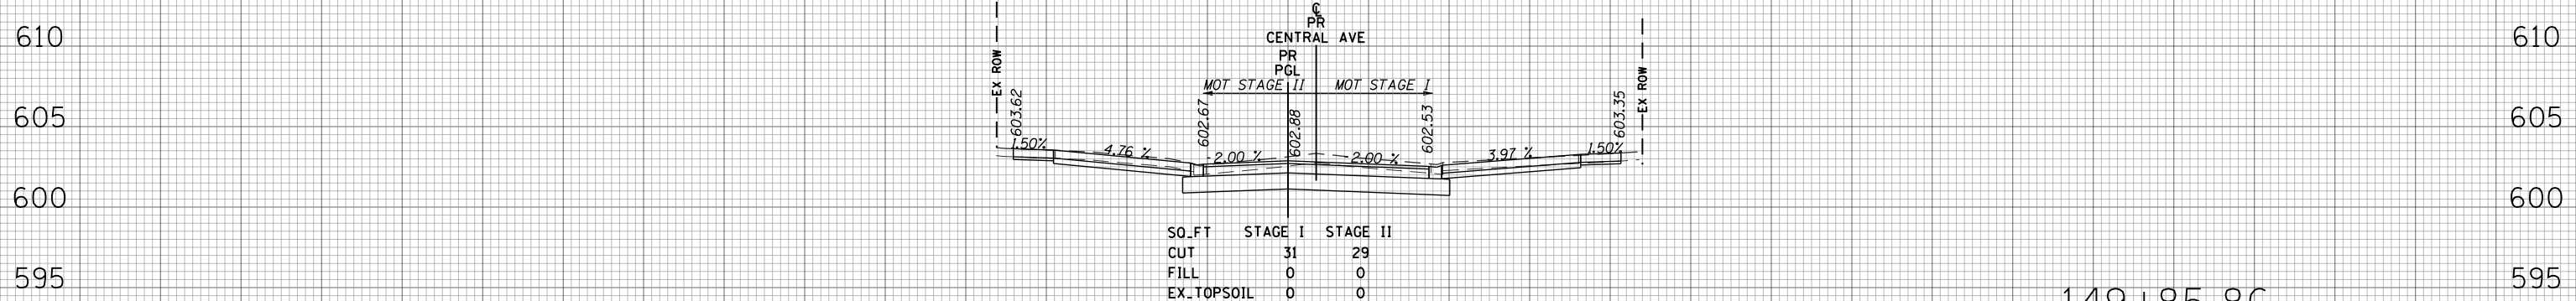 ℄
PR
610 CENTRAL AVE 610
PR
PGL
MOT STAGE II MOT STAGE I
EX ROW EX ROW
603.62 602.67 602.88 602.53 603.35
605 605
1.50% 4.76 % -2.00 % -2.00 % 3.97 % 1.50%
600 600
SQ_FT STAGE I STAGE II
CUT 31 29
FILL 0 0
595 595
EX_TOPSOIL 0 0